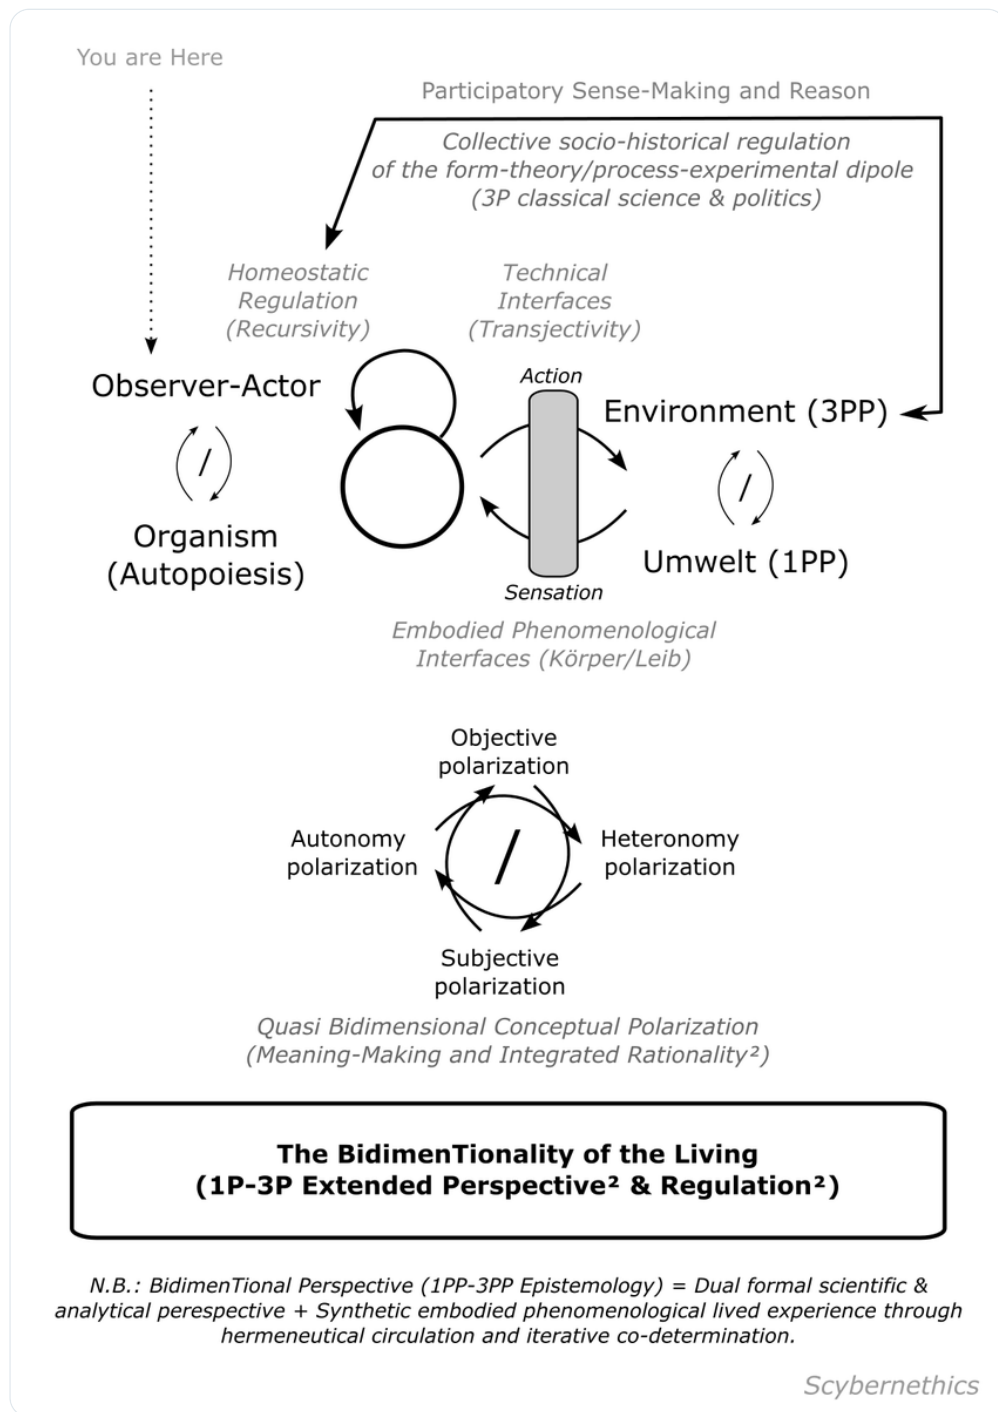 You are Here
Participatory Sense-Making and Reason
Collective socio-historical regulation
of the form-theory/process-experimental dipole
(3P classical science & politics)
Homeostatic
Regulation
(Recursivity)
Technical
Interfaces
(Transjectivity)
Observer-Actor
/
Organism
(Autopoiesis)
Action
Sensation
Environment (3PP)
/
Umwelt (1PP)
Embodied Phenomenological
Interfaces (Körper/Leib)
Objective
polarization
Autonomy
polarization
/
Heteronomy
polarization
Subjective
polarization
Quasi Bidimensional Conceptual Polarization
(Meaning-Making and Integrated Rationality²)
The BidimenTionality of the Living
(1P-3P Extended Perspective² & Regulation²)
N.B.: BidimenTional Perspective (1PP-3PP Epistemology) = Dual formal scientific &
analytical perespective + Synthetic embodied phenomenological lived experience through
hermeneutical circulation and iterative co-determination.
Scybernethics